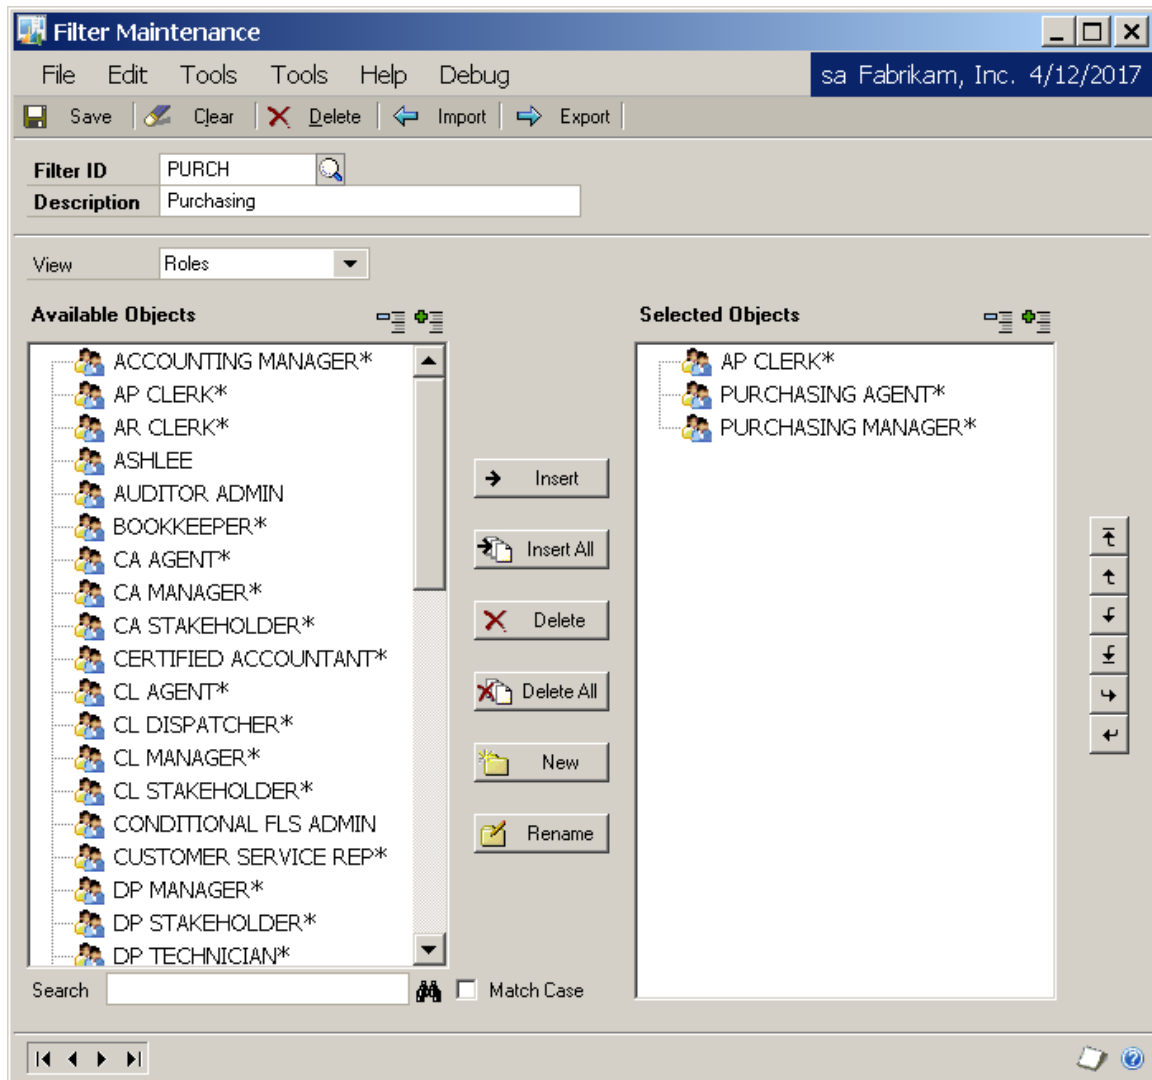 Filter Maintenance
File Edit Tools Tools Help Debug sa Fabrikam, Inc. 4/12/2017
Save Clear Delete Import Export
Filter ID PURCH
Description Purchasing
View Roles
Available Objects
ACCOUNTING MANAGER*
AP CLERK*
AR CLERK*
ASHLEE
AUDITOR ADMIN
BOOKKEEPER*
CA AGENT*
CA MANAGER*
CA STAKEHOLDER*
CERTIFIED ACCOUNTANT*
CL AGENT*
CL DISPATCHER*
CL MANAGER*
CL STAKEHOLDER*
CONDITIONAL FLS ADMIN
CUSTOMER SERVICE REP*
DP MANAGER*
DP STAKEHOLDER*
DP TECHNICIAN*
Search
Match Case
Insert
Insert All
Delete
Delete All
New
Rename
Selected Objects
AP CLERK*
PURCHASING AGENT*
PURCHASING MANAGER*